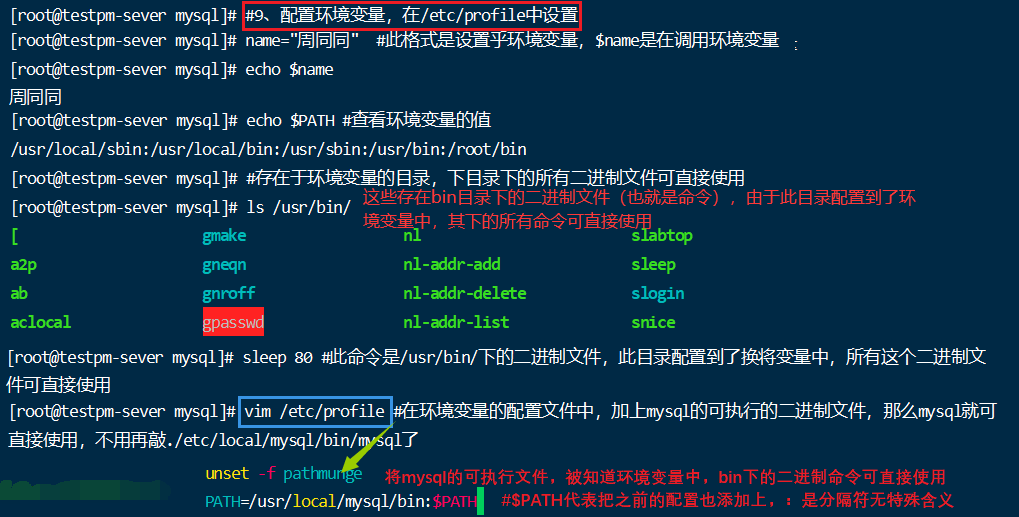 [root@testpm-sever mysql]# #9、配置环境变量，在/etc/profile中设置
[root@testpm-sever mysql]# name="周同同"  #此格式是设置乎环境变量，$name是在调用环境变量 ：
[root@testpm-sever mysql]# echo $name
周同同
[root@testpm-sever mysql]# echo $PATH #查看环境变量的值
/usr/local/sbin:/usr/local/bin:/usr/sbin:/usr/bin:/root/bin
[root@testpm-sever mysql]# #存在于环境变量的目录，下目录下的所有二进制文件可直接使用
[root@testpm-sever mysql]# ls /usr/bin/
这些存在bin目录下的二进制文件（也就是命令），由于此目录配置到了环
境变量中，其下的所有命令可直接使用
[ gmake nl slabtop
a2p gneqn nl-addr-add sleep
ab gnroff nl-addr-delete slogin
aclocal gpasswd nl-addr-list snice
[root@testpm-sever mysql]# sleep 80 #此命令是/usr/bin/下的二进制文件，此目录配置到了换将变量中，所有这个二进制文
件可直接使用
[root@testpm-sever mysql]# vim /etc/profile #在环境变量的配置文件中，加上mysql的可执行的二进制文件，那么mysql就可
直接使用，不用再敲./etc/local/mysql/bin/mysql了
unset -f pathmunge
将mysql的可执行文件，被知道环境变量中，bin下的二进制命令可直接使用
PATH=/usr/local/mysql/bin:$PATH
#$PATH代表把之前的配置也添加上，：是分隔符无特殊含义